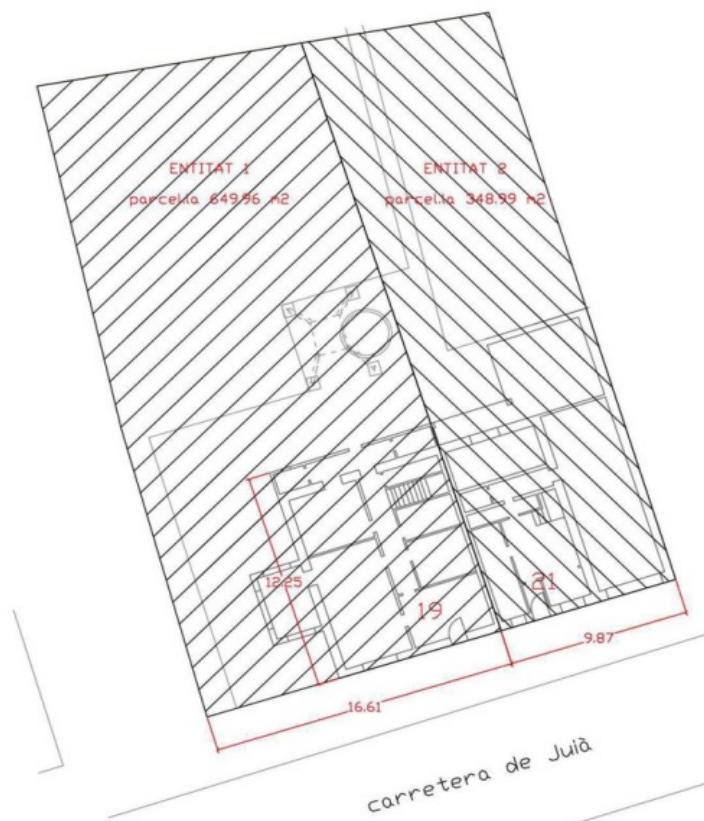 ENTITAT 1
parcel.la 649.96 m2
ENTITAT 2
parcel.la 348.99 m2
12.25
19
21
9.87
16.61
carretera de Juià